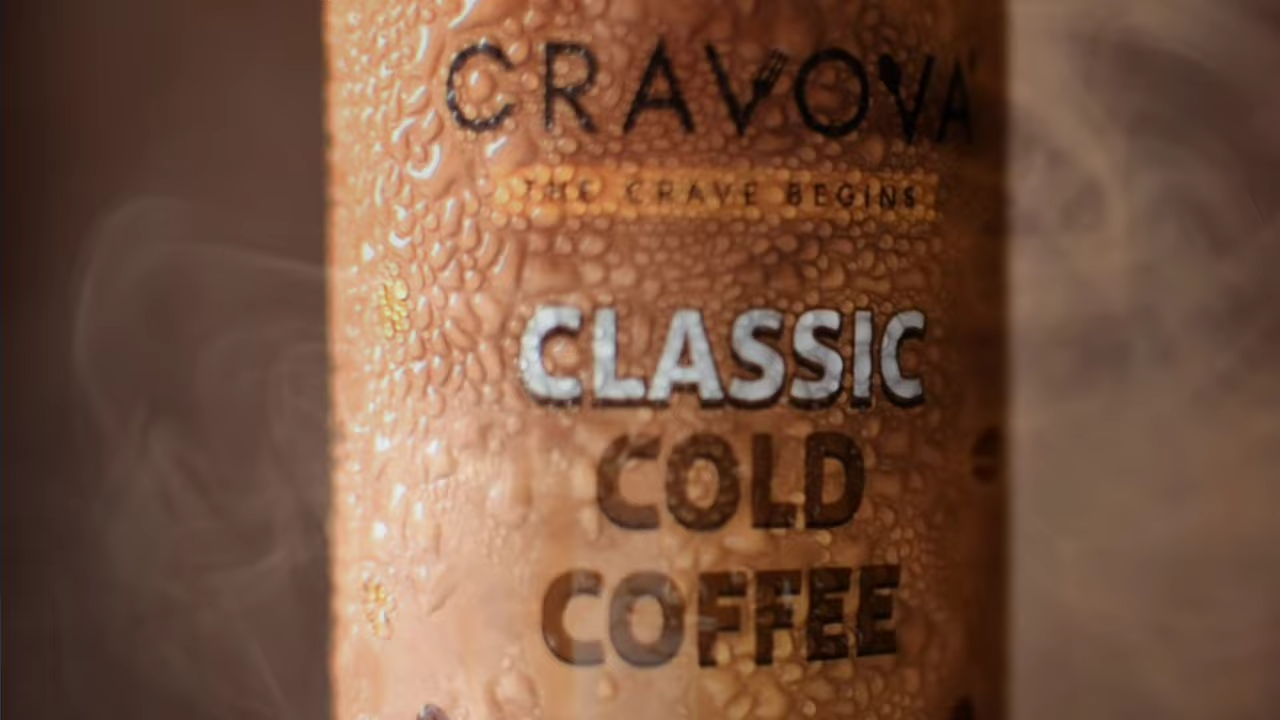 CRAVOVA
THE CRAVE BEGINS
CLASSIC
COLD
COFFEE